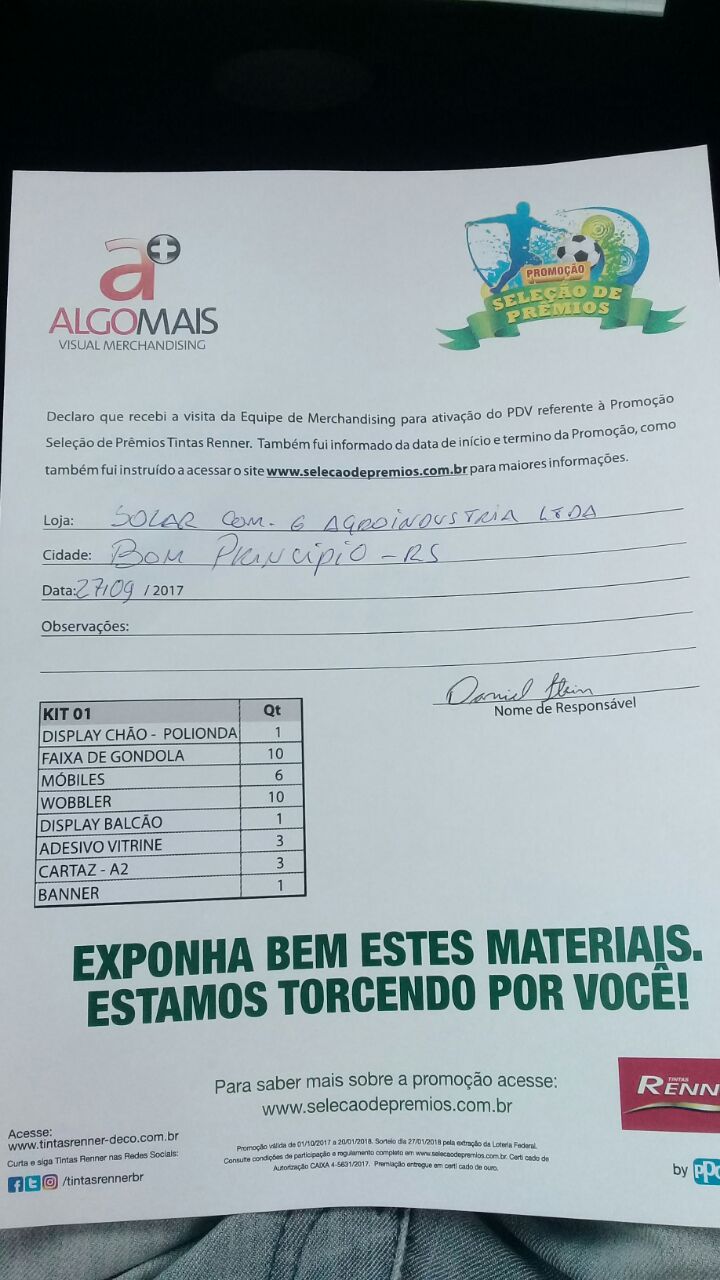 a+
ALGOMAIS
VISUAL MERCHANDISING
PROMOÇÃO
SELEÇÃO DE
PRÊMIOS
Declaro que recebi a visita da Equipe de Merchandising para ativação do PDV referente à Promoção
Seleção de Prêmios Tintas Renner. Também fui informado da data de início e termino da Promoção, como
também fui instruído a acessar o site www.selecaodepremios.com.br para maiores informações.
Loja: SOLAR COM. E AGROINDUSTRIA LTDA
Cidade: BOM PRINCIPIO - RS
Data: 27/09 / 2017
Observações:
Daniel Stein
Nome de Responsável
KIT 01 Qt
DISPLAY CHÃO - POLIONDA 1
FAIXA DE GONDOLA 10
MÓBILES 6
WOBBLER 10
DISPLAY BALCÃO 1
ADESIVO VITRINE 3
CARTAZ - A2 3
BANNER 1
EXPONHA BEM ESTES MATERIAIS.
ESTAMOS TORCENDO POR VOCÊ!
Para saber mais sobre a promoção acesse:
www.selecaodepremios.com.br
TINTAS
RENN
Acesse:
www.tintasrenner-deco.com.br
Curta e siga Tintas Renner nas Redes Sociais:
/tintasrennerbr
Promoção válida de 01/10/2017 a 20/01/2018. Sorteio dia 27/01/2018 pela extração da Loteria Federal.
Consulte condições de participação e regulamento completo em www.selecaodepremios.com.br. Certi cado de
Autorização CAIXA 4-5631/2017. Premiação entregue em certi cado de ouro.
by PPG